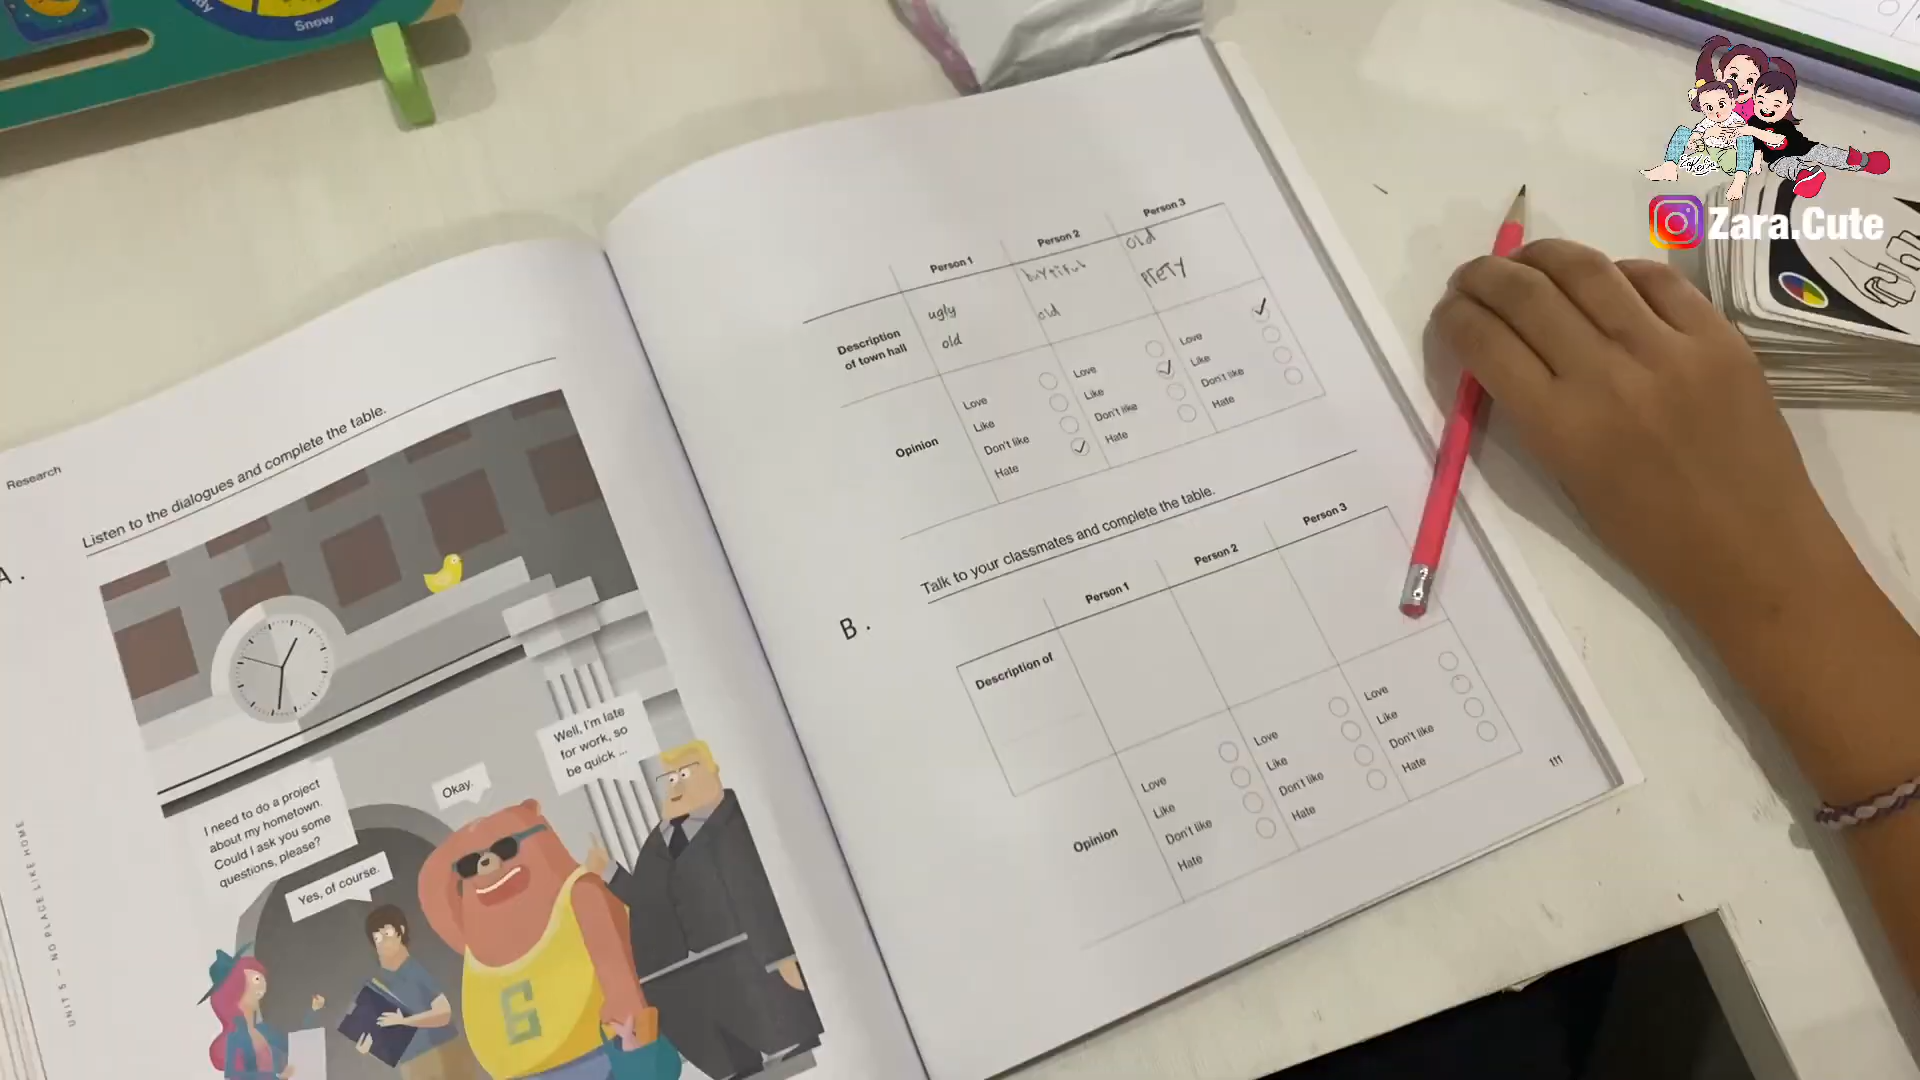 Snow
Zara.Cute
Research
Listen to the dialogues and complete the table.
A.
I need to do a project
about my hometown.
Could I ask you some
questions, please?
Yes, of course.
Okay.
Well, I'm late
for work, so
be quick ...
UNIT 5 — NO PLACE LIKE HOME
Person 1
Person 2
Person 3
Description
of town hall
ugly
old
buytiful
old
old
Prety
Opinion
Love
Like
Don't like
Hate
Love
Like
Don't like
Hate
Love
Like
Don't like
Hate
B.
Talk to your classmates and complete the table.
Person 1
Person 2
Person 3
Description of
Opinion
Love
Like
Don't like
Hate
Love
Like
Don't like
Hate
Love
Like
Don't like
Hate
111